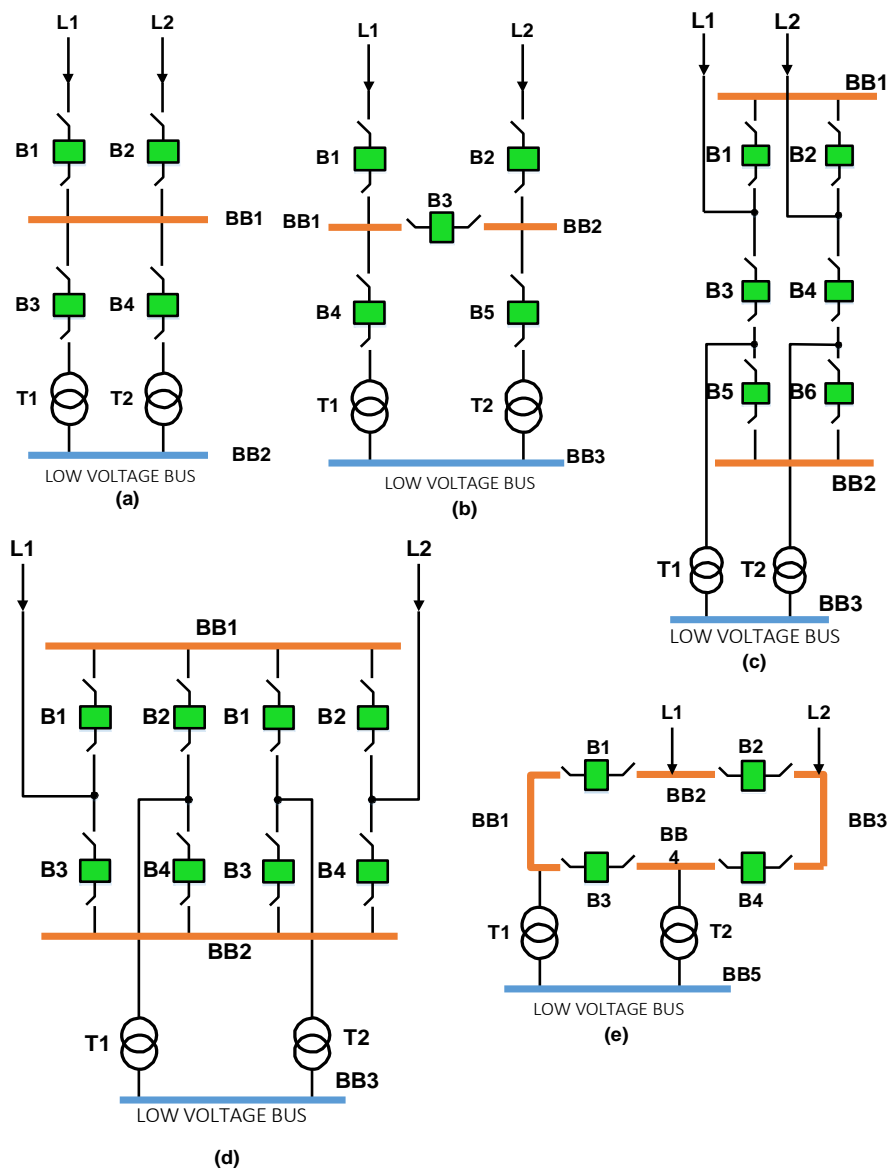 L1 L2
B1 B2
BB1
B3 B4
T1 T2
BB2
LOW VOLTAGE BUS
(a)
L1 L2
B1 B2
B3
BB1 BB2
B4 B5
T1 T2
BB3
LOW VOLTAGE BUS
(b)
L1 L2
BB1
B1 B2
B3 B4
B5 B6
BB2
T1 T2
BB3
LOW VOLTAGE BUS
(c)
L1 L2
BB1
B1 B2 B1 B2
B3 B4 B3 B4
BB2
T1 T2
BB3
LOW VOLTAGE BUS
(d)
L1 L2
B1 B2
BB2
BB1 BB3
BB
4
B3 B4
T1 T2
BB5
LOW VOLTAGE BUS
(e)